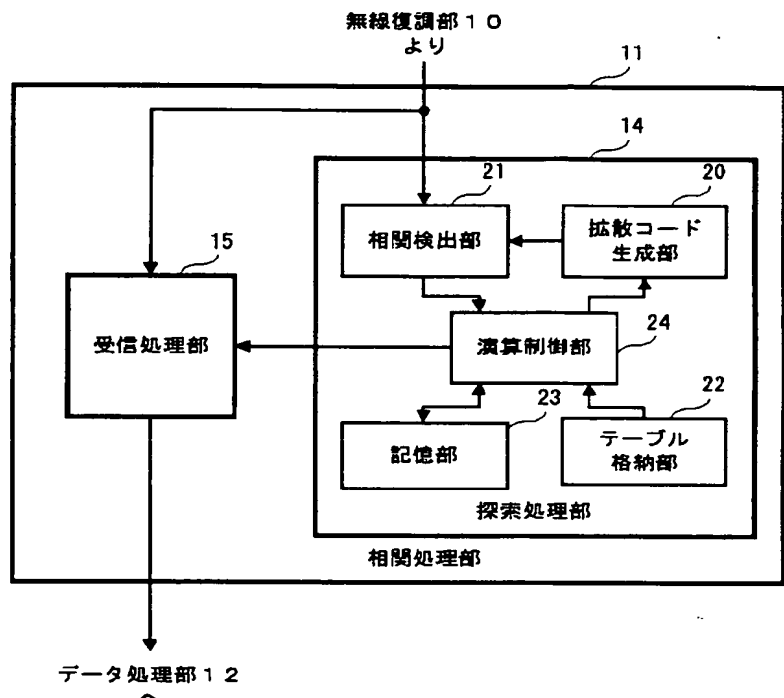 無線復調部10
より
11
14
21
20
相関検出部
拡散コード
生成部
15
受信処理部
演算制御部
24
23
22
記憶部
テーブル
格納部
探索処理部
相関処理部
データ処理部12